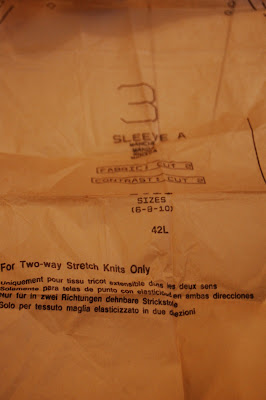 3
SLEEVE A
MANCHE
MANGA
FABRIC: CUT 2
CONTRAST: CUT 2
SIZES
(6-8-10)
42L
For Two-way Stretch Knits Only
Uniquement pour tissu tricot extensible dans les deux sens
Solamente para telas de punto con elasticidad en ambas direcciones
Nur für in zwei Richtungen dehnbare Strickstoffe
Solo per tessuto maglia elasticizzato in due direzioni